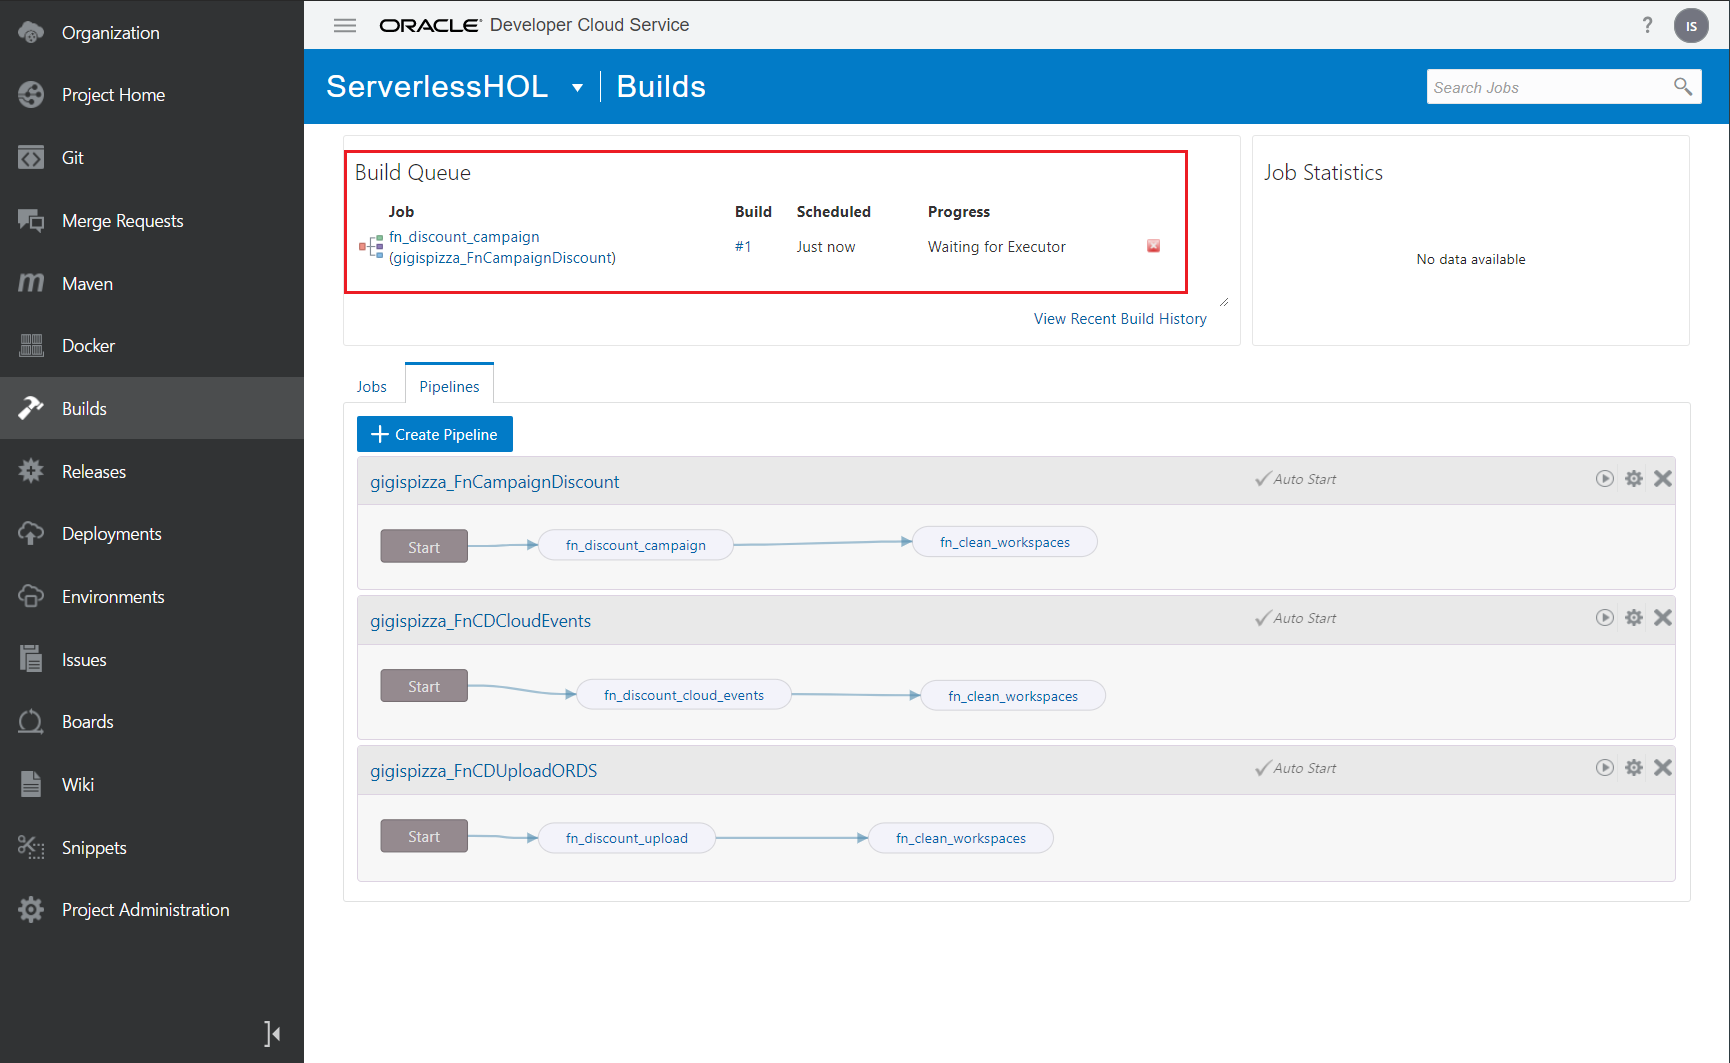 Organization
Project Home
Git
Merge Requests
Maven
Docker
Builds
Releases
Deployments
Environments
Issues
Boards
Wiki
Snippets
Project Administration
ORACLE Developer Cloud Service
?
IS
ServerlessHOL
Builds
Search Jobs
Build Queue
Job Build Scheduled Progress
fn_discount_campaign
(gigispizza_FnCampaignDiscount)
#1 Just now Waiting for Executor
View Recent Build History
Job Statistics
No data available
Jobs Pipelines
Create Pipeline
gigispizza_FnCampaignDiscount Auto Start
Start fn_discount_campaign fn_clean_workspaces
gigispizza_FnCDCloudEvents Auto Start
Start fn_discount_cloud_events fn_clean_workspaces
gigispizza_FnCDUploadORDS Auto Start
Start fn_discount_upload fn_clean_workspaces